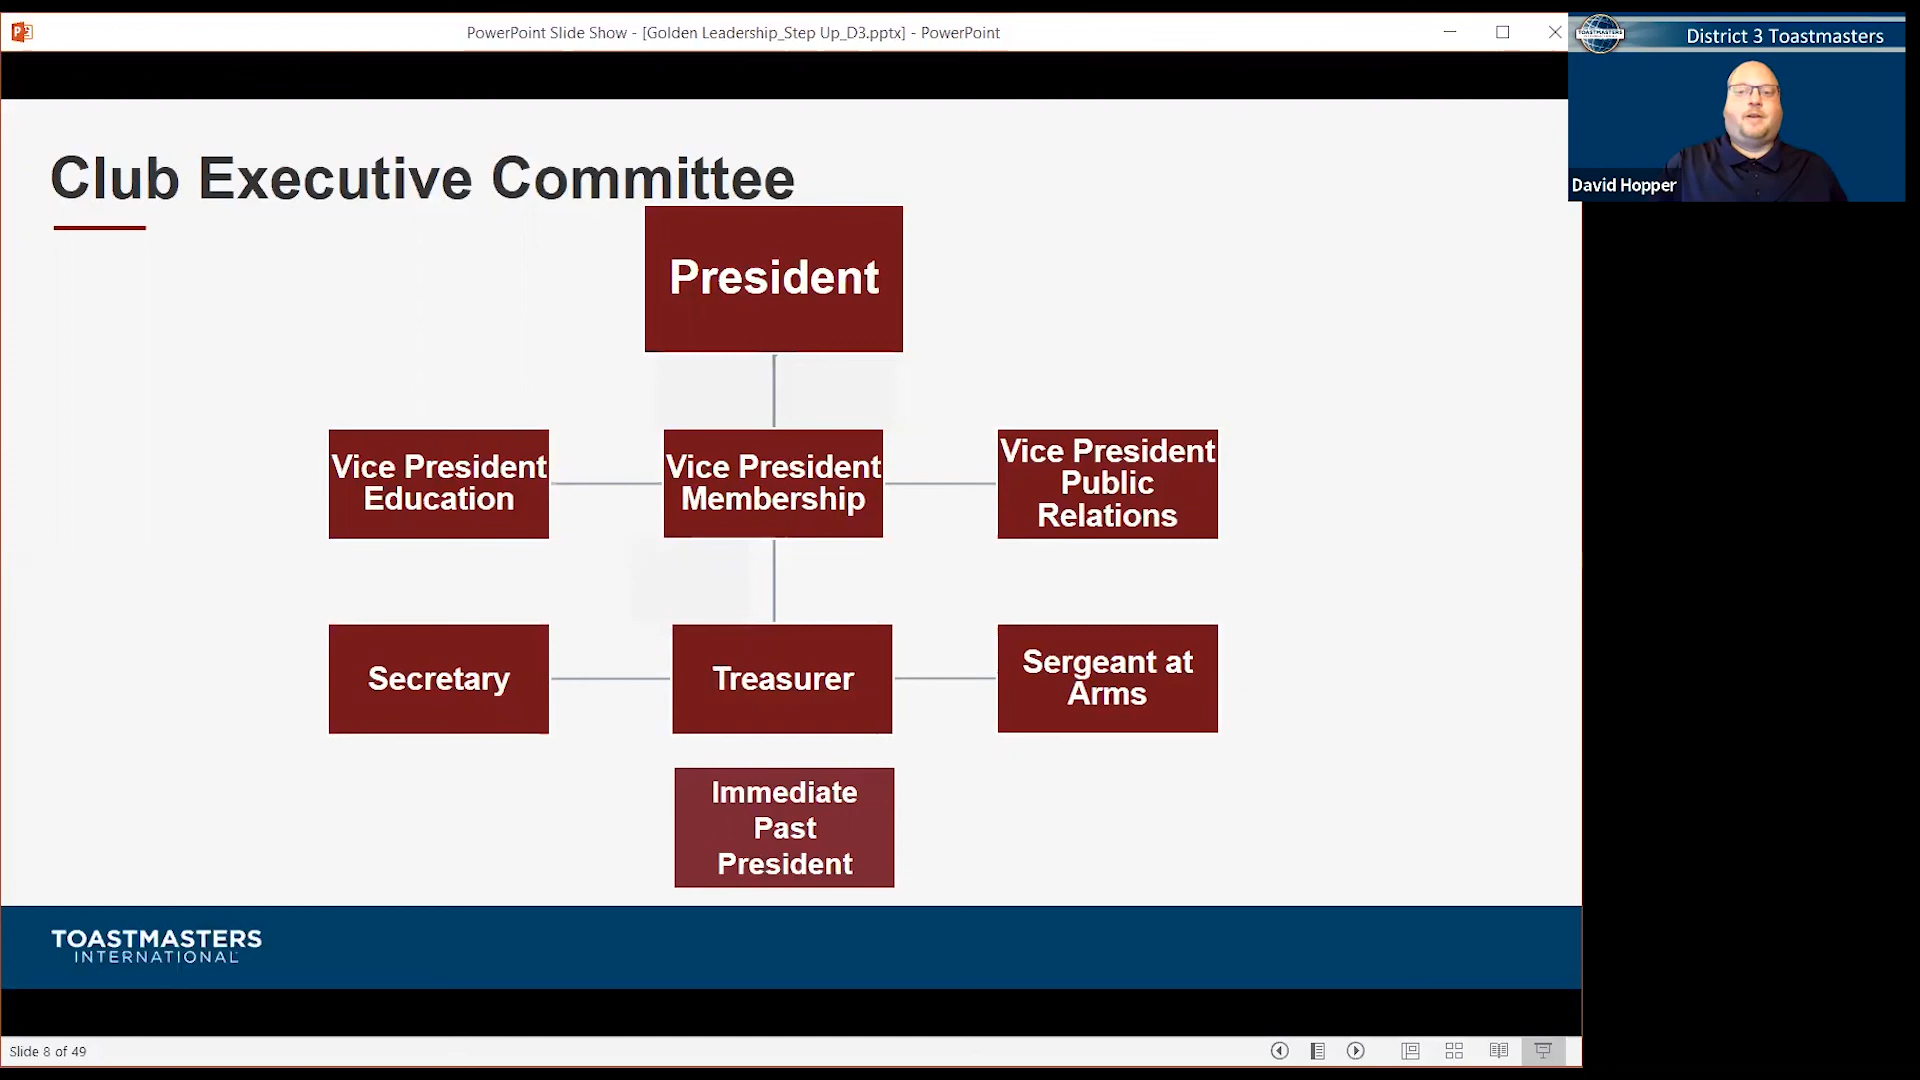 PowerPoint Slide Show - [Golden Leadership_Step Up_D3.pptx] - PowerPoint
TOASTMASTERS
District 3 Toastmasters
David Hopper
Club Executive Committee
President
Vice President
Education
Vice President
Membership
Vice President
Public
Relations
Secretary
Treasurer
Sergeant at
Arms
Immediate
Past
President
TOASTMASTERS
INTERNATIONAL
Slide 8 of 49